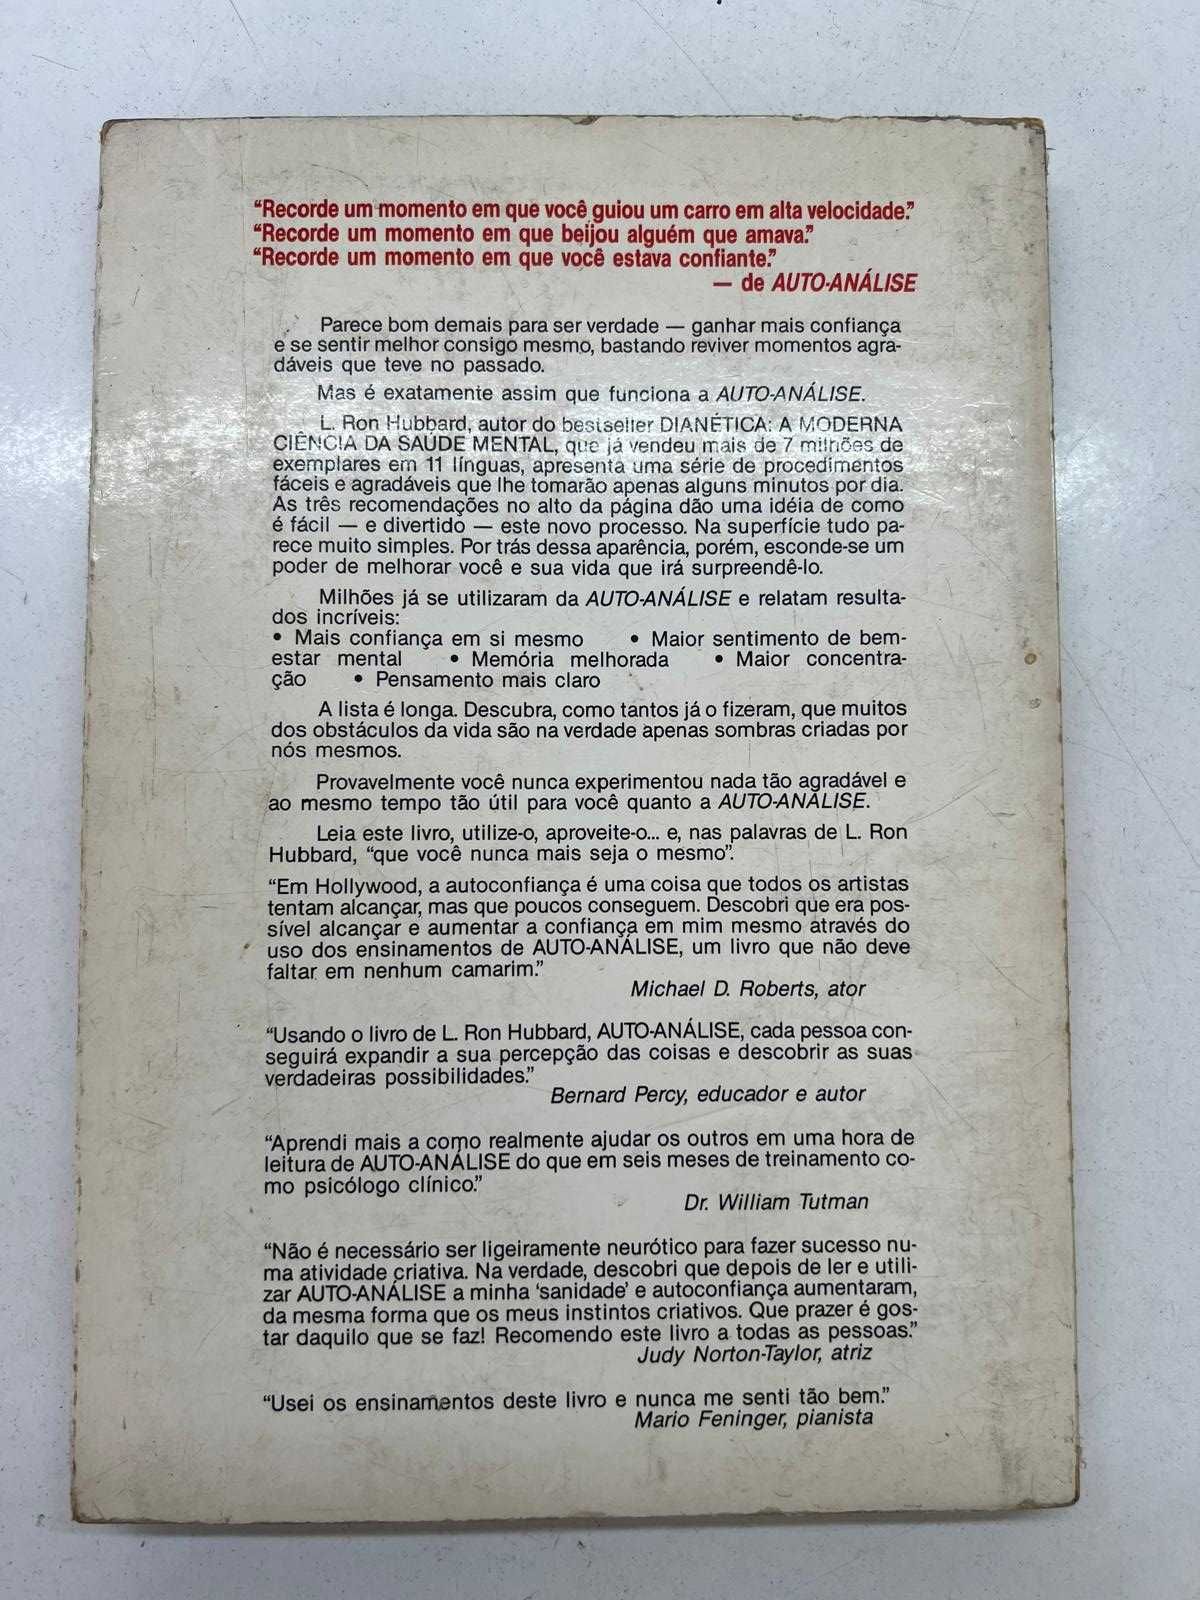 “Recorde um momento em que você guiou um carro em alta velocidade.”
“Recorde um momento em que beijou alguém que amava.”
“Recorde um momento em que você estava confiante.”
— de AUTO-ANÁLISE
Parece bom demais para ser verdade — ganhar mais confiança
e se sentir melhor consigo mesmo, bastando reviver momentos agra-
dáveis que teve no passado.
Mas é exatamente assim que funciona a AUTO-ANÁLISE.
L. Ron Hubbard, autor do bestseller DIANÉTICA: A MODERNA
CIÊNCIA DA SAÚDE MENTAL, que já vendeu mais de 7 milhões de
exemplares em 11 línguas, apresenta uma série de procedimentos
fáceis e agradáveis que lhe tomarão apenas alguns minutos por dia.
As três recomendações no alto da página dão uma idéia de como
é fácil — e divertido — este novo processo. Na superfície tudo pa-
rece muito simples. Por trás dessa aparência, porém, esconde-se um
poder de melhorar você e sua vida que irá surpreendê-lo.
Milhões já se utilizaram da AUTO-ANÁLISE e relatam resulta-
dos incríveis:
• Mais confiança em si mesmo • Maior sentimento de bem-
estar mental • Memória melhorada • Maior concentra-
ção • Pensamento mais claro
A lista é longa. Descubra, como tantos já o fizeram, que muitos
dos obstáculos da vida são na verdade apenas sombras criadas por
nós mesmos.
Provavelmente você nunca experimentou nada tão agradável e
ao mesmo tempo tão útil para você quanto a AUTO-ANÁLISE.
Leia este livro, utilize-o, aproveite-o... e, nas palavras de L. Ron
Hubbard, “que você nunca mais seja o mesmo”.
“Em Hollywood, a autoconfiança é uma coisa que todos os artistas
tentam alcançar, mas que poucos conseguem. Descobri que era pos-
sível alcançar e aumentar a confiança em mim mesmo através do
uso dos ensinamentos de AUTO-ANÁLISE, um livro que não deve
faltar em nenhum camarim.”
Michael D. Roberts, ator
“Usando o livro de L. Ron Hubbard, AUTO-ANÁLISE, cada pessoa con-
seguirá expandir a sua percepção das coisas e descobrir as suas
verdadeiras possibilidades.”
Bernard Percy, educador e autor
“Aprendi mais a como realmente ajudar os outros em uma hora de
leitura de AUTO-ANÁLISE do que em seis meses de treinamento co-
mo psicólogo clínico.”
Dr. William Tutman
“Não é necessário ser ligeiramente neurótico para fazer sucesso nu-
ma atividade criativa. Na verdade, descobri que depois de ler e utili-
zar AUTO-ANÁLISE a minha ‘sanidade’ e autoconfiança aumentaram,
da mesma forma que os meus instintos criativos. Que prazer é gos-
tar daquilo que se faz! Recomendo este livro a todas as pessoas.”
Judy Norton-Taylor, atriz
“Usei os ensinamentos deste livro e nunca me senti tão bem.”
Mario Feninger, pianista